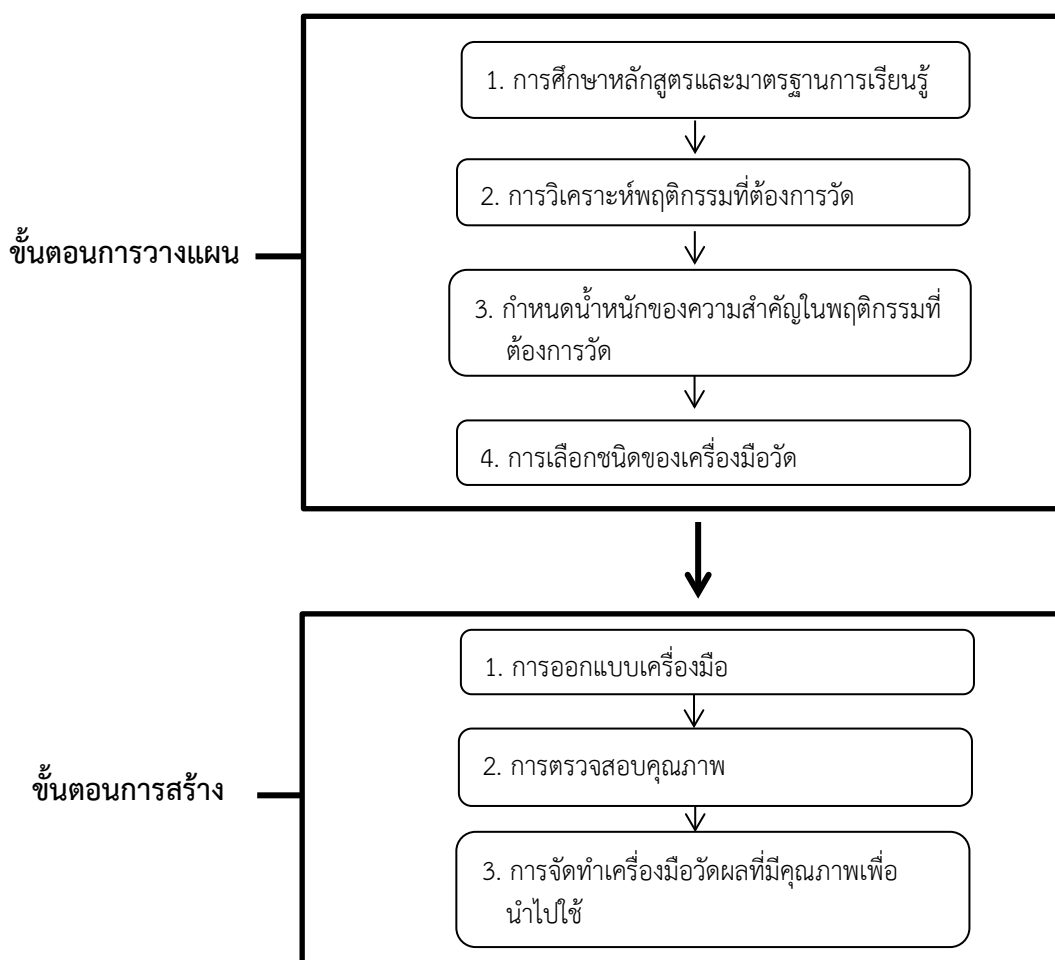 1. การศึกษาหลักสูตรและมาตรฐานการเรียนรู้
2. การวิเคราะห์พฤติกรรมที่ต้องการวัด
ขั้นตอนการวางแผน
3. กำหนดน้ำหนักของความสำคัญในพฤติกรรมที่
ต้องการวัด
4. การเลือกชนิดของเครื่องมือวัด
1. การออกแบบเครื่องมือ
2. การตรวจสอบคุณภาพ
ขั้นตอนการสร้าง
3. การจัดทำเครื่องมือวัดผลที่มีคุณภาพเพื่อ
นำไปใช้